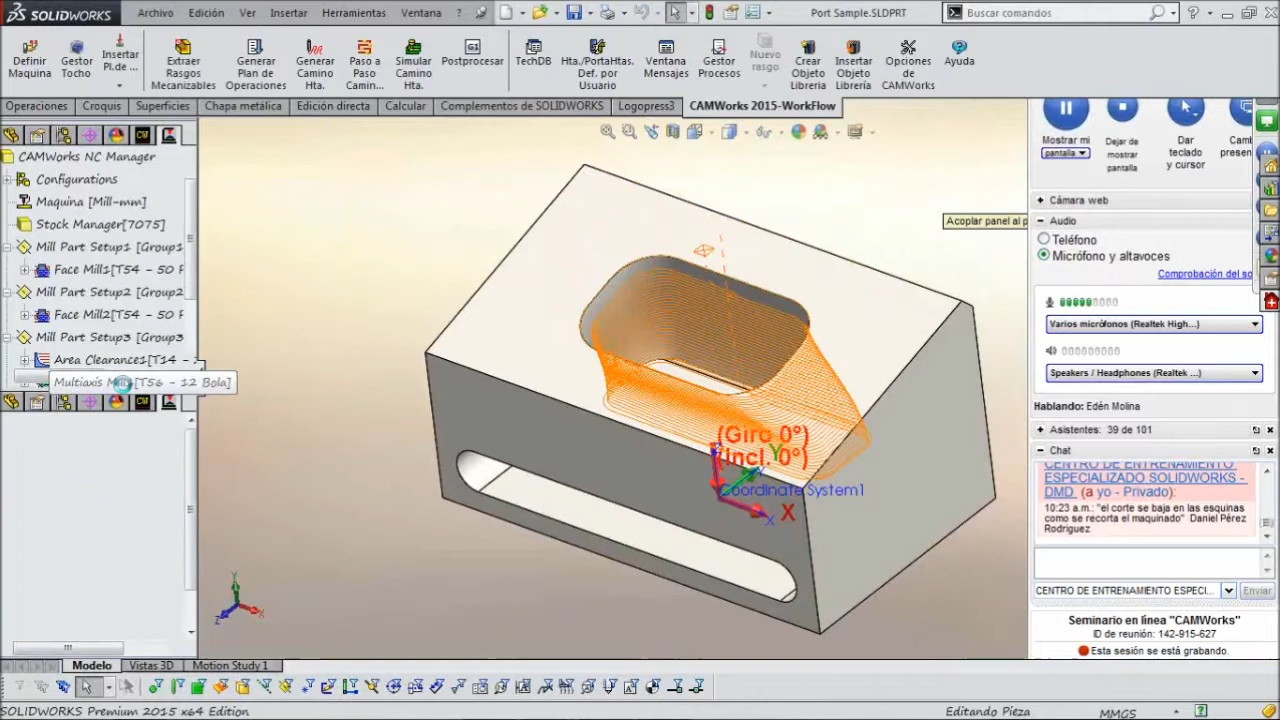 SOLIDWORKS
Archivo Edición Ver Insertar Herramientas Ventana ?
Port Sample.SLDPRT
Buscar comandos
Definir Maquina
Gestor Tocho
Insertar Pl.de ...
Extraer Rasgos Mecanizables
Generar Plan de Operaciones
Generar Camino Hta.
Paso a Paso Camin...
Simular Camino Hta.
G1
Postprocesar
TechDB
Hta./PortaHtas. Def. por Usuario
Ventana Mensajes
Gestor Procesos
Nuevo rasgo
Crear Objeto Libreria
Insertar Objeto Libreria
Opciones de CAMWorks
Ayuda
Operaciones Croquis Superficies Chapa metálica Edición directa Calcular Complementos de SOLIDWORKS Logopress3 CAMWorks 2015-WorkFlow
CAMWorks NC Manager
Configurations
Maquina [Mill-mm]
Stock Manager[7075]
Mill Part Setup1 [Group1
Face Mill1[T54 - 50 F
Mill Part Setup2 [Group2
Face Mill2[T54 - 50 F
Mill Part Setup3 [Group3
Area Clearance1[T14 - 1
[T56 - 12 Bola]
(Giro 0°)
(Incl. 0°)
Coordinate System1
X
Y
X
Y
Z
X
Mostrar mi
pantalla
Dejar de mostrar pantalla
Dar teclado y cursor
Cam
presen
Cámara web
Acoplar panel al p
Audio
Teléfono
Micrófono y altavoces
Comprobación del so
Varios micrófonos (Realtek High...)
Speakers / Headphones (Realtek ...)
Hablando: Edén Molina
Asistentes: 39 de 101
Chat
CENTRO DE ENTRENAMIENTO
ESPECIALIZADO SOLIDWORKS -
DMD (a yo - Privado):
10:23 a.m.: "el corte se baja en las esquinas
como se recorta el maquinado" Daniel Pérez
Rodriguez
CENTRO DE ENTRENAMIENTO ESPECI...
Enviar
Seminario en línea "CAMWorks"
ID de reunión: 142-915-627
Esta sesión se está grabando.
Modelo Vistas 3D Motion Study 1
SOLIDWORKS Premium 2015 x64 Edition
Editando Pieza
MMGS